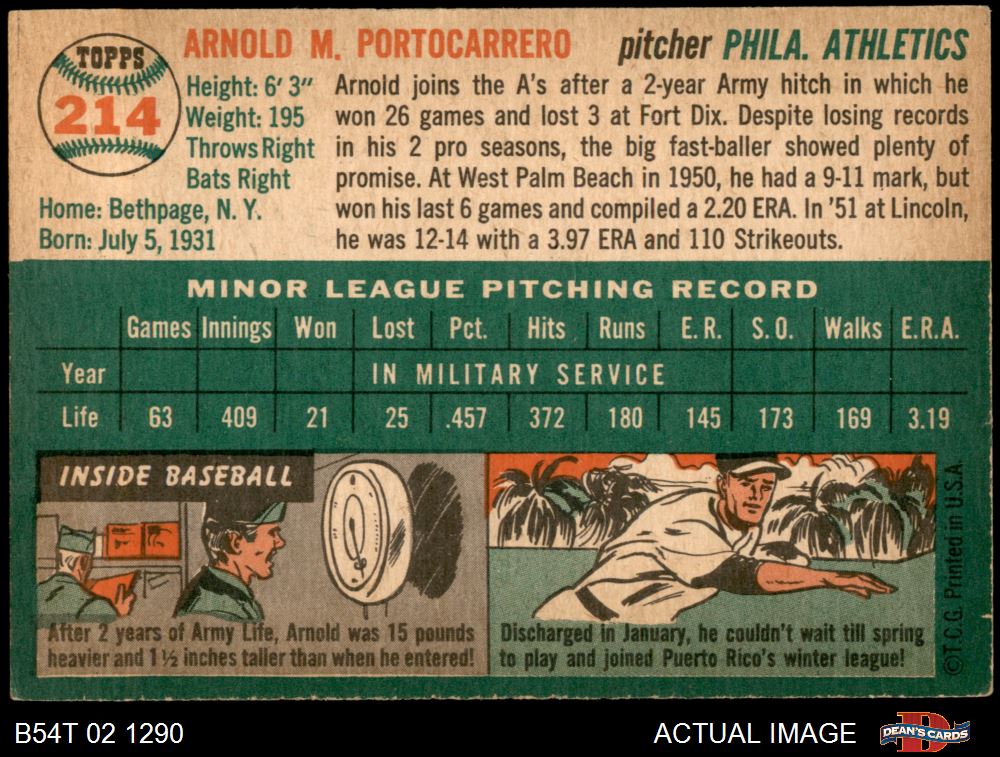 TOPPS
214
ARNOLD M. PORTOCARRERO pitcher PHILA. ATHLETICS
Height: 6' 3"
Weight: 195
Throws Right
Bats Right
Home: Bethpage, N. Y.
Born: July 5, 1931
Arnold joins the A's after a 2-year Army hitch in which he
won 26 games and lost 3 at Fort Dix. Despite losing records
in his 2 pro seasons, the big fast-baller showed plenty of
promise. At West Palm Beach in 1950, he had a 9-11 mark, but
won his last 6 games and compiled a 2.20 ERA. In '51 at Lincoln,
he was 12-14 with a 3.97 ERA and 110 Strikeouts.
MINOR LEAGUE PITCHING RECORD
Games Innings Won Lost Pct. Hits Runs E.R. S.O. Walks E.R.A.
Year IN MILITARY SERVICE
Life 63 409 21 25 .457 372 180 145 173 169 3.19
INSIDE BASEBALL
After 2 years of Army Life, Arnold was 15 pounds
heavier and 1 ½ inches taller than when he entered!
Discharged in January, he couldn't wait till spring
to play and joined Puerto Rico's winter league!
©T.C.G. Printed in U.S.A.
B54T 02 1290 ACTUAL IMAGE DEAN'S CARDS